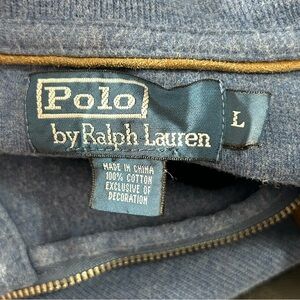 Polo
by Ralph Lauren
L
MADE IN CHINA
100% COTTON
EXCLUSIVE OF
DECORATION